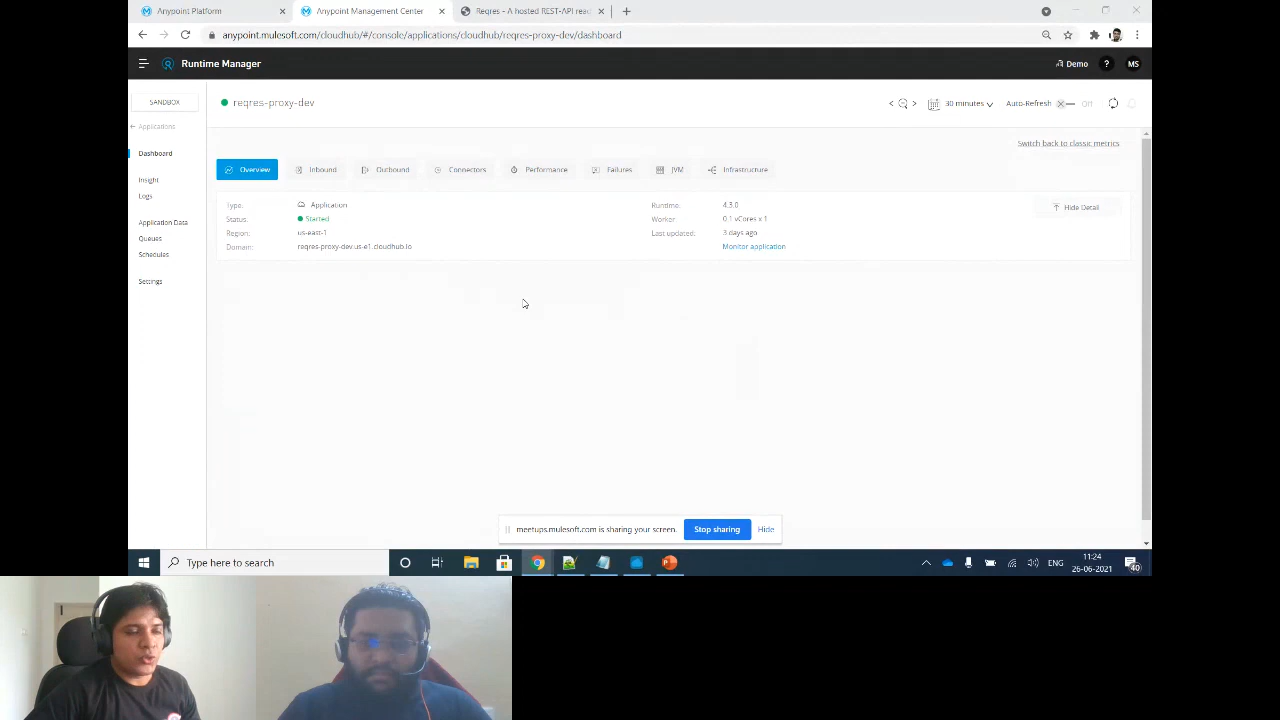 Anypoint Platform
Anypoint Management Center
Reqres - A hosted REST-API read
anypoint.mulesoft.com/cloudhub/#/console/applications/cloudhub/reqres-proxy-dev/dashboard
Runtime Manager
Demo ? MS
SANDBOX
reqres-proxy-dev
30 minutes
Auto-Refresh Off
Applications
Switch back to classic metrics
Dashboard
Insight
Logs
Application Data
Queues
Schedules
Settings
Overview Inbound Outbound Connectors Performance Failures JVM Infrastructure
Type: Application Runtime: 4.3.0
Hide Detail
Status: Started Worker 0.1 vCores x 1
Region: us-east-1 Last updated: 3 days ago
Domain: reqres-proxy-dev.us-e1.cloudhub.io Monitor application
meetups.mulesoft.com is sharing your screen. Stop sharing Hide
Type here to search
ENG
11:24
26-06-2021
40